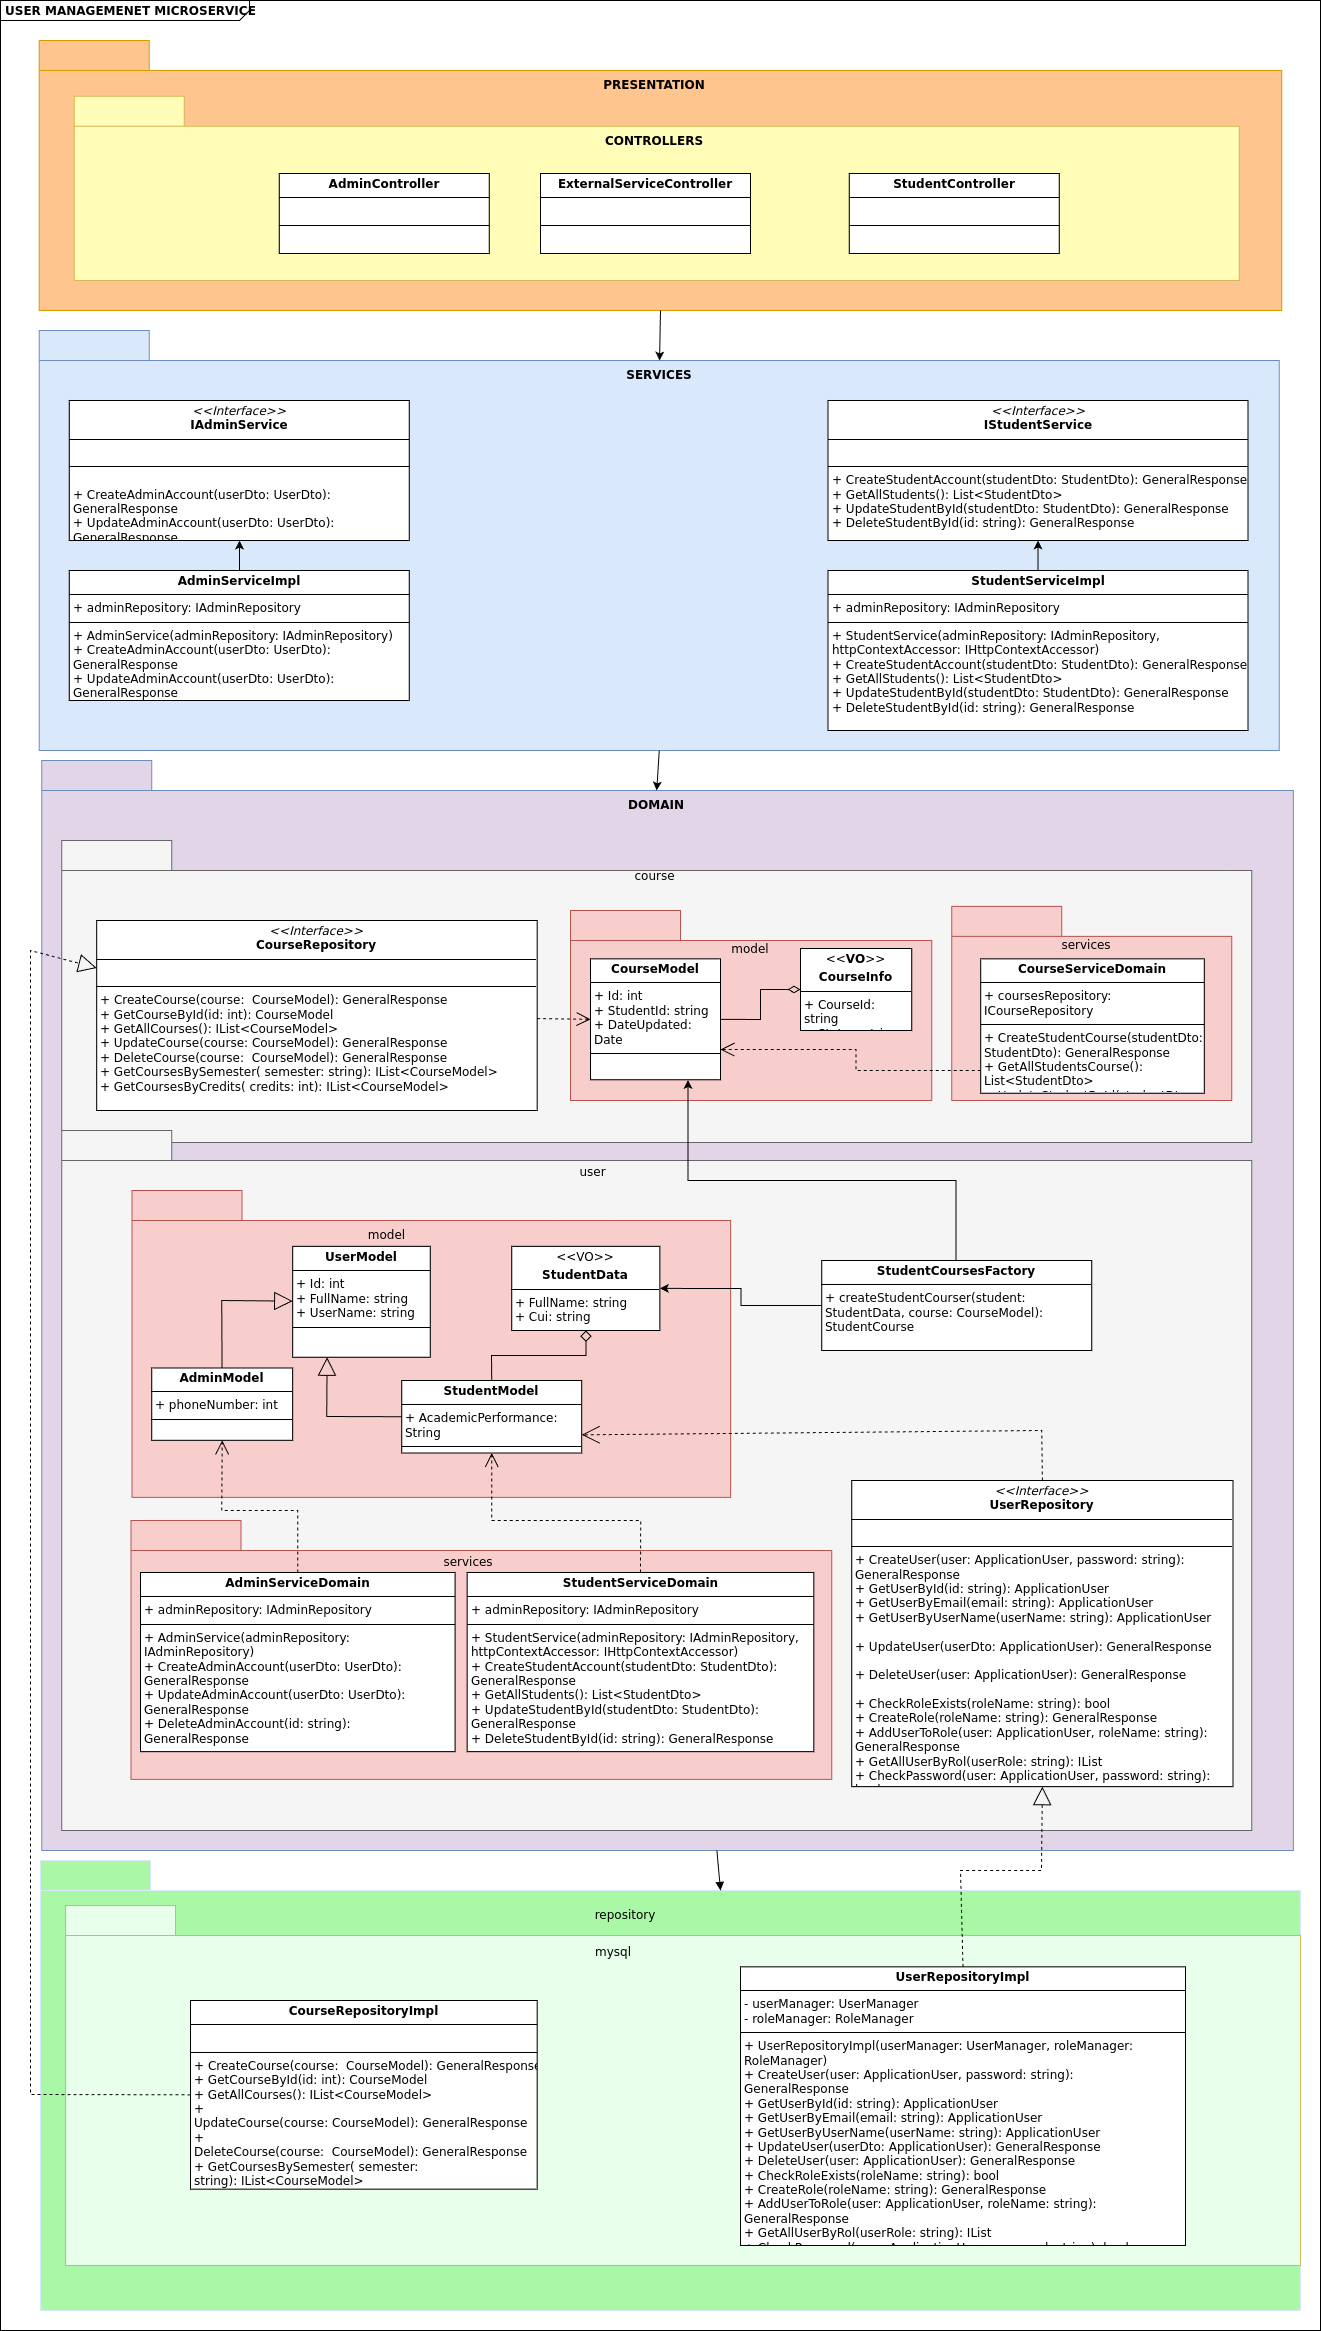 USER MANAGEMENET MICROSERVICE
PRESENTATION
CONTROLLERS
AdminController
ExternalServiceController
StudentController
SERVICES
<<Interface>>
IAdminService
+ CreateAdminAccount(userDto: UserDto):
GeneralResponse
+ UpdateAdminAccount(userDto: UserDto):
GeneralResponse
<<Interface>>
IStudentService
+ CreateStudentAccount(studentDto: StudentDto): GeneralResponse
+ GetAllStudents(): List<StudentDto>
+ UpdateStudentById(studentDto: StudentDto): GeneralResponse
+ DeleteStudentById(id: string): GeneralResponse
AdminServiceImpl
+ adminRepository: IAdminRepository
+ AdminService(adminRepository: IAdminRepository)
+ CreateAdminAccount(userDto: UserDto):
GeneralResponse
+ UpdateAdminAccount(userDto: UserDto):
GeneralResponse
StudentServiceImpl
+ adminRepository: IAdminRepository
+ StudentService(adminRepository: IAdminRepository,
httpContextAccessor: IHttpContextAccessor)
+ CreateStudentAccount(studentDto: StudentDto): GeneralResponse
+ GetAllStudents(): List<StudentDto>
+ UpdateStudentById(studentDto: StudentDto): GeneralResponse
+ DeleteStudentById(id: string): GeneralResponse
DOMAIN
course
<<Interface>>
CourseRepository
+ CreateCourse(course:  CourseModel): GeneralResponse
+ GetCourseById(id: int): CourseModel
+ GetAllCourses(): IList<CourseModel>
+ UpdateCourse(course: CourseModel): GeneralResponse
+ DeleteCourse(course:  CourseModel): GeneralResponse
+ GetCoursesBySemester( semester: string): IList<CourseModel>
+ GetCoursesByCredits( credits: int): IList<CourseModel>
model
CourseModel
+ Id: int
+ StudentId: string
+ DateUpdated:
Date
<<VO>>
CourseInfo
+ CourseId:
string
services
CourseServiceDomain
+ coursesRepository:
ICourseRepository
+ CreateStudentCourse(studentDto:
StudentDto): GeneralResponse
+ GetAllStudentsCourse():
List<StudentDto>
user
model
UserModel
+ Id: int
+ FullName: string
+ UserName: string
<<VO>>
StudentData
+ FullName: string
+ Cui: string
StudentCoursesFactory
+ createStudentCourser(student:
StudentData, course: CourseModel):
StudentCourse
AdminModel
+ phoneNumber: int
StudentModel
+ AcademicPerformance:
String
<<Interface>>
UserRepository
+ CreateUser(user: ApplicationUser, password: string):
GeneralResponse
+ GetUserById(id: string): ApplicationUser
+ GetUserByEmail(email: string): ApplicationUser
+ GetUserByUserName(userName: string): ApplicationUser
+ UpdateUser(userDto: ApplicationUser): GeneralResponse
+ DeleteUser(user: ApplicationUser): GeneralResponse
+ CheckRoleExists(roleName: string): bool
+ CreateRole(roleName: string): GeneralResponse
+ AddUserToRole(user: ApplicationUser, roleName: string):
GeneralResponse
+ GetAllUserByRol(userRole: string): IList
+ CheckPassword(user: ApplicationUser, password: string):
services
AdminServiceDomain
+ adminRepository: IAdminRepository
+ AdminService(adminRepository:
IAdminRepository)
+ CreateAdminAccount(userDto: UserDto):
GeneralResponse
+ UpdateAdminAccount(userDto: UserDto):
GeneralResponse
+ DeleteAdminAccount(id: string):
GeneralResponse
StudentServiceDomain
+ adminRepository: IAdminRepository
+ StudentService(adminRepository: IAdminRepository,
httpContextAccessor: IHttpContextAccessor)
+ CreateStudentAccount(studentDto: StudentDto):
GeneralResponse
+ GetAllStudents(): List<StudentDto>
+ UpdateStudentById(studentDto: StudentDto):
GeneralResponse
+ DeleteStudentById(id: string): GeneralResponse
repository
mysql
CourseRepositoryImpl
+ CreateCourse(course:  CourseModel): GeneralResponse
+ GetCourseById(id: int): CourseModel
+ GetAllCourses(): IList<CourseModel>
+
UpdateCourse(course: CourseModel): GeneralResponse
+
DeleteCourse(course:  CourseModel): GeneralResponse
+ GetCoursesBySemester( semester:
string): IList<CourseModel>
UserRepositoryImpl
- userManager: UserManager
- roleManager: RoleManager
+ UserRepositoryImpl(userManager: UserManager, roleManager:
RoleManager)
+ CreateUser(user: ApplicationUser, password: string):
GeneralResponse
+ GetUserById(id: string): ApplicationUser
+ GetUserByEmail(email: string): ApplicationUser
+ GetUserByUserName(userName: string): ApplicationUser
+ UpdateUser(userDto: ApplicationUser): GeneralResponse
+ DeleteUser(user: ApplicationUser): GeneralResponse
+ CheckRoleExists(roleName: string): bool
+ CreateRole(roleName: string): GeneralResponse
+ AddUserToRole(user: ApplicationUser, roleName: string):
GeneralResponse
+ GetAllUserByRol(userRole: string): IList